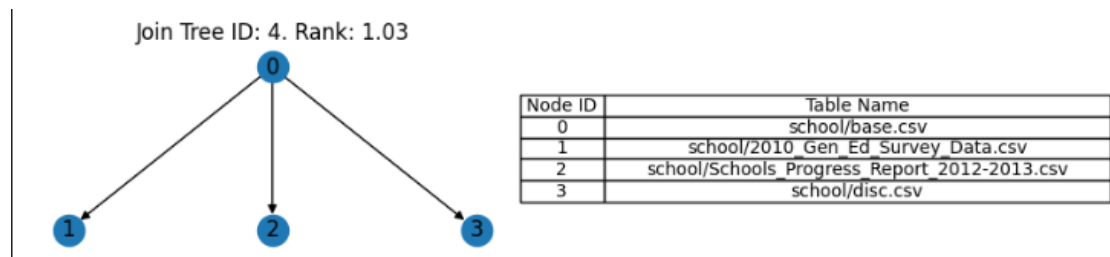 Join Tree ID: 4. Rank: 1.03
0
1 2 3
Node ID Table Name
0 school/base.csv
1 school/2010_Gen_Ed_Survey_Data.csv
2 school/Schools_Progress_Report_2012-2013.csv
3 school/disc.csv